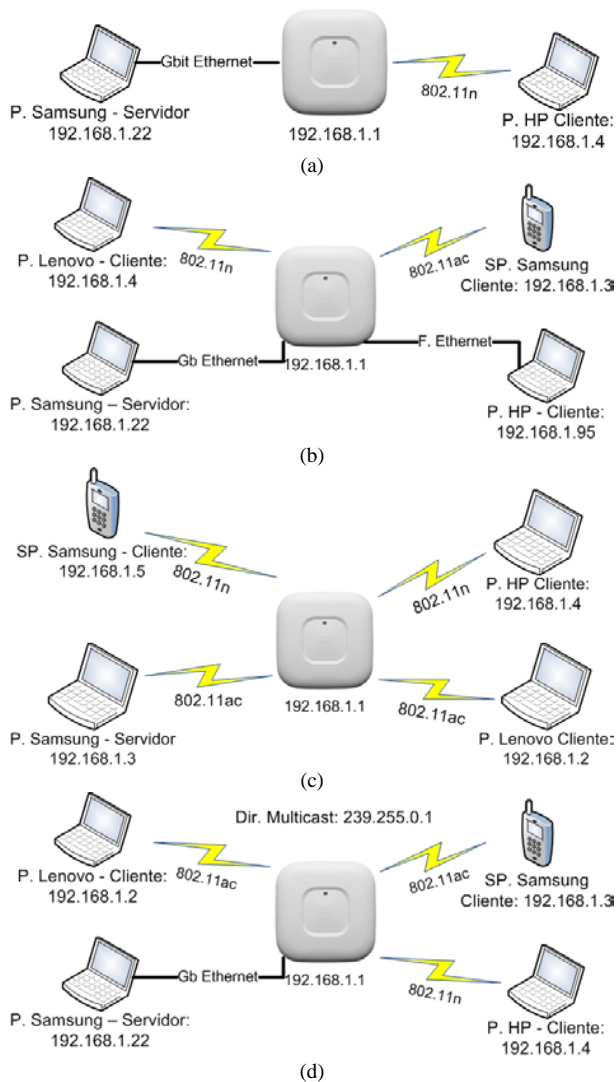 Gbit Ethernet
802.11n
P. Samsung - Servidor
192.168.1.22
192.168.1.1
P. HP Cliente:
192.168.1.4
(a)
P. Lenovo - Cliente:
192.168.1.4
802.11n
802.11ac
SP. Samsung
Cliente: 192.168.1.3
Gb Ethernet
192.168.1.1
F. Ethernet
P. Samsung – Servidor:
192.168.1.22
P. HP - Cliente:
192.168.1.95
(b)
SP. Samsung - Cliente:
192.168.1.5
802.11n
802.11n
P. HP Cliente:
192.168.1.4
802.11ac
192.168.1.1
802.11ac
P. Samsung - Servidor
192.168.1.3
P. Lenovo Cliente:
192.168.1.2
(c)
Dir. Multicast: 239.255.0.1
P. Lenovo - Cliente:
192.168.1.2
802.11ac
802.11ac
SP. Samsung
Cliente: 192.168.1.3
Gb Ethernet
192.168.1.1
802.11n
P. Samsung – Servidor:
192.168.1.22
P. HP - Cliente:
192.168.1.4
(d)